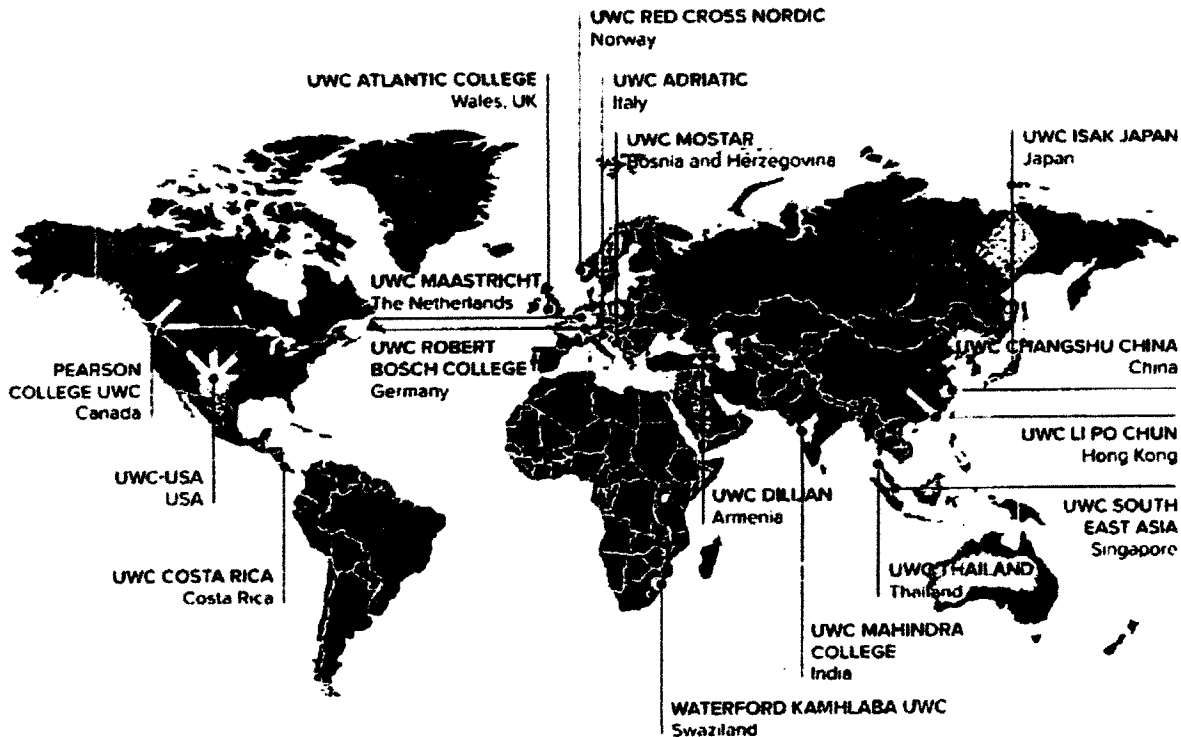 UWC RED CROSS NORDIC
Norway
UWC ATLANTIC COLLEGE
Wales, UK
UWC ADRIATIC
Italy
UWC MOSTAR
Bosnia and Herzegovina
UWC ISAK JAPAN
Japan
UWC MAASTRICHT
The Netherlands
UWC ROBERT
BOSCH COLLEGE
Germany
PEARSON
COLLEGE UWC
Canada
UWC CHANGSHU CHINA
China
UWC LI PO CHUN
Hong Kong
UWC-USA
USA
UWC DILIJAN
Armenia
UWC SOUTH
EAST ASIA
Singapore
UWC COSTA RICA
Costa Rica
UWC THAILAND
Thailand
UWC MAHINDRA
COLLEGE
India
WATERFORD KAMHLABA UWC
Swaziland